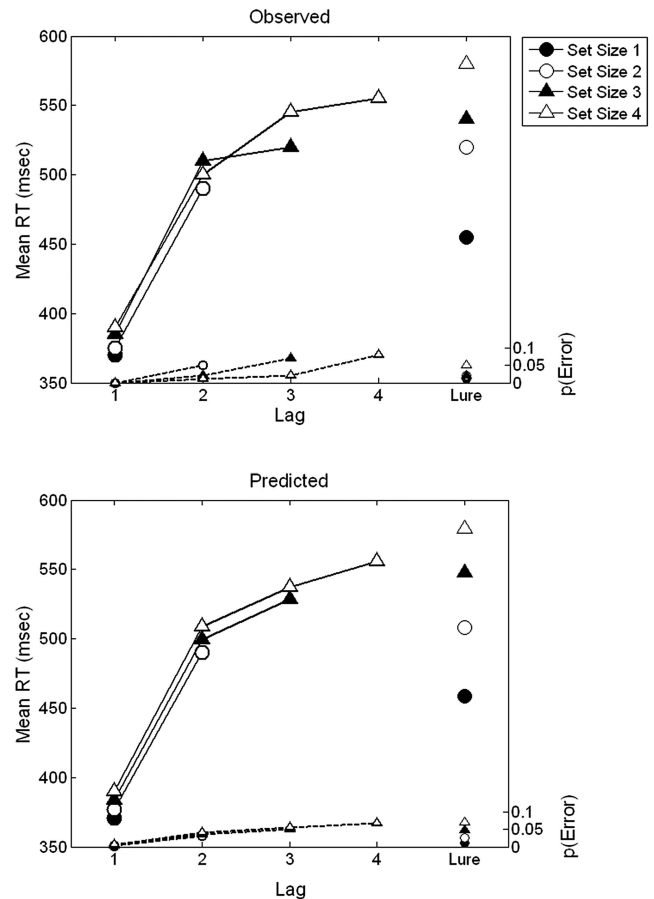 Observed
600
550
500
450
400
350
Mean RT (msec)
0.1
0.05
0
p(Error)
1 2 3 4 Lure
Lag
Set Size 1
Set Size 2
Set Size 3
Set Size 4
Predicted
600
550
500
450
400
350
Mean RT (msec)
0.1
0.05
0
p(Error)
1 2 3 4 Lure
Lag